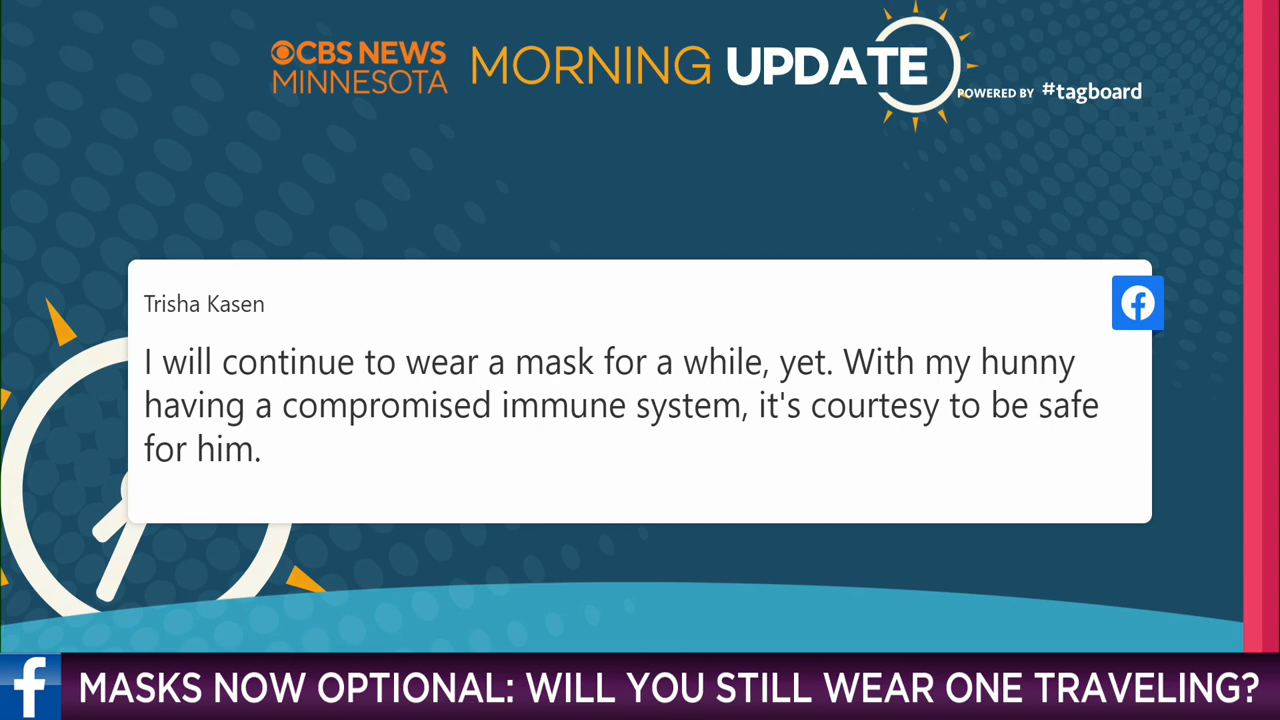 CBS NEWS
MINNESOTA
MORNING UPDATE
POWERED BY #tagboard
Trisha Kasen
I will continue to wear a mask for a while, yet. With my hunny
having a compromised immune system, it's courtesy to be safe
for him.
MASKS NOW OPTIONAL: WILL YOU STILL WEAR ONE TRAVELING?